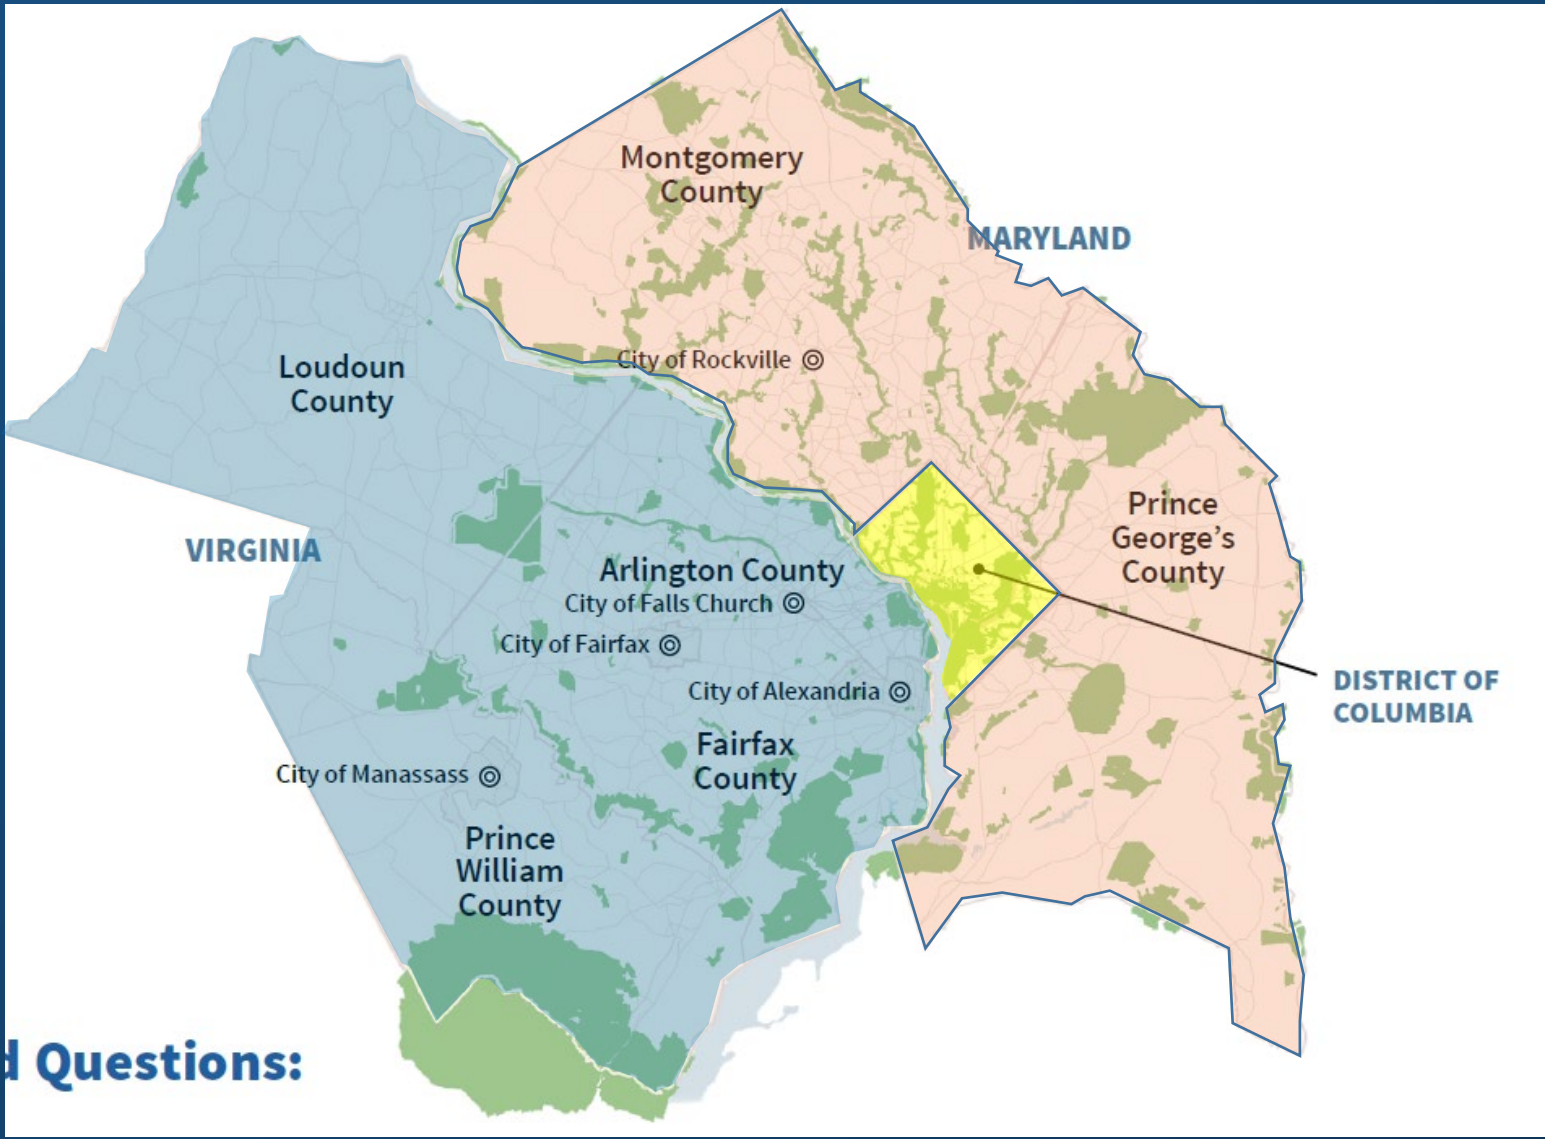 Montgomery
County
MARYLAND
City of Rockville
Loudoun
County
Prince
George’s
County
VIRGINIA
Arlington County
City of Falls Church
City of Fairfax
City of Alexandria
DISTRICT OF
COLUMBIA
Fairfax
County
City of Manassass
Prince
William
County
d Questions: